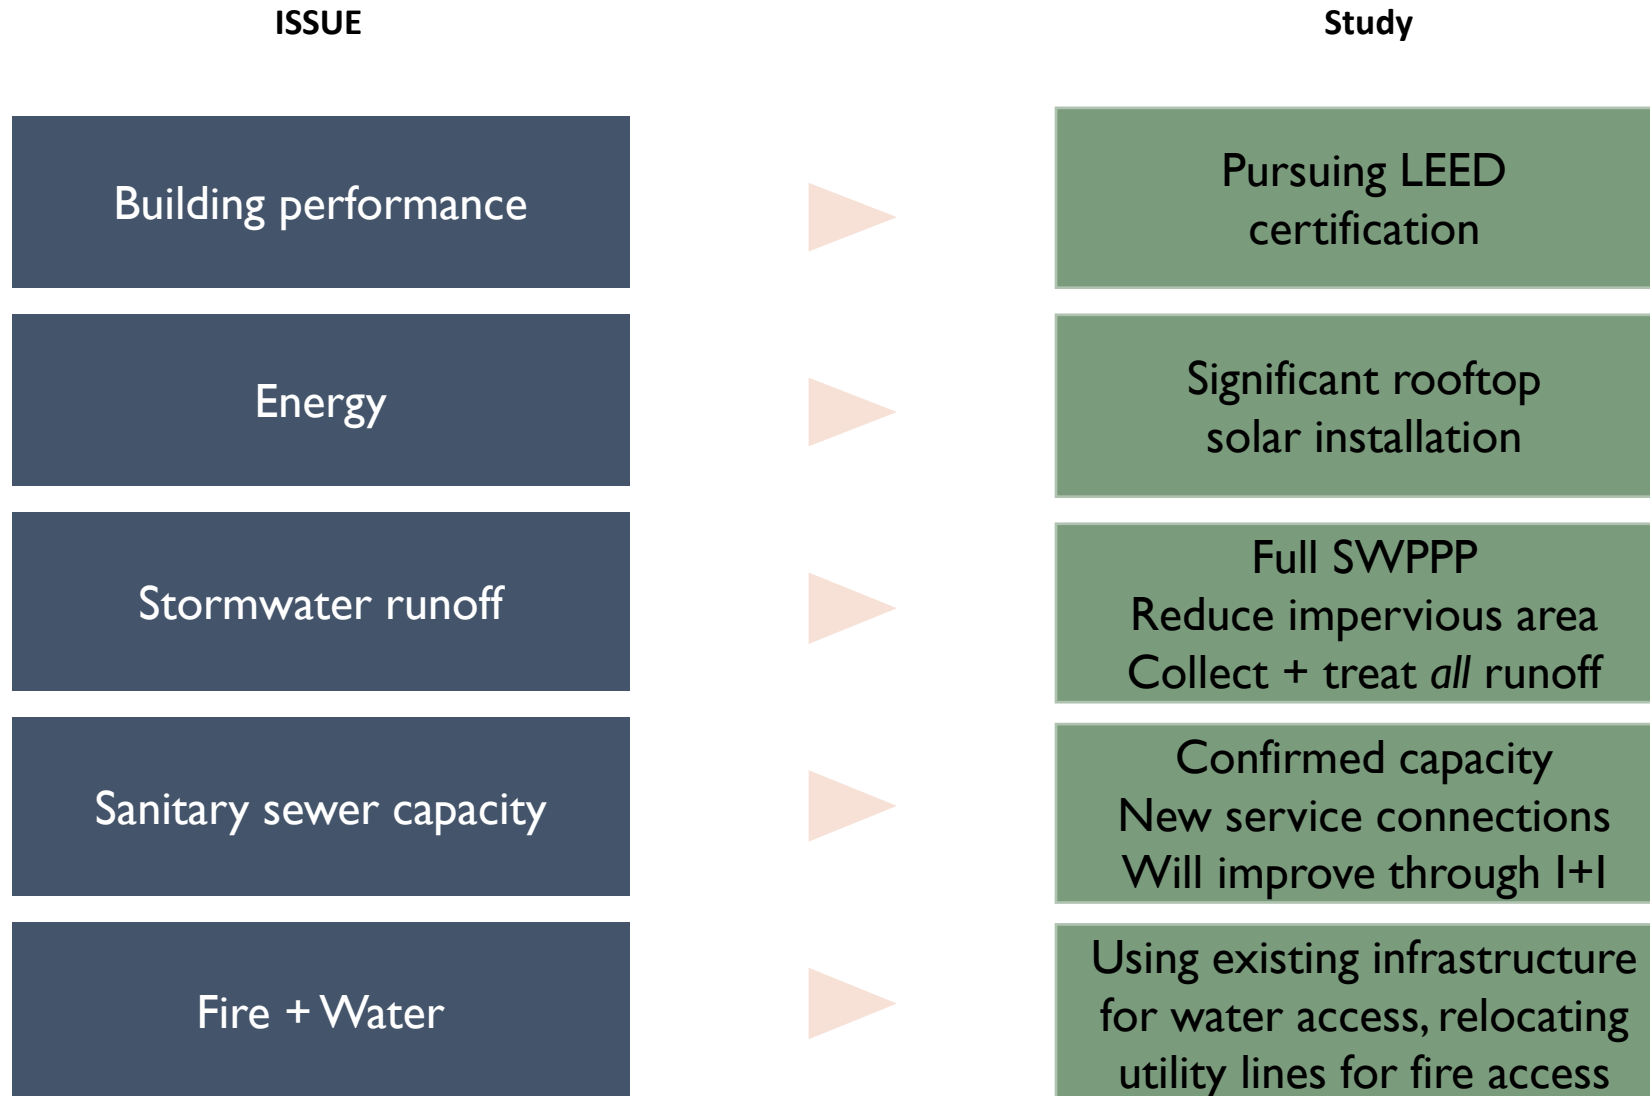 ISSUE
Study
Building performance
Pursuing LEED
certification
Energy
Significant rooftop
solar installation
Stormwater runoff
Full SWPPP
Reduce impervious area
Collect + treat all runoff
Sanitary sewer capacity
Confirmed capacity
New service connections
Will improve through I+I
Fire + Water
Using existing infrastructure
for water access, relocating
utility lines for fire access